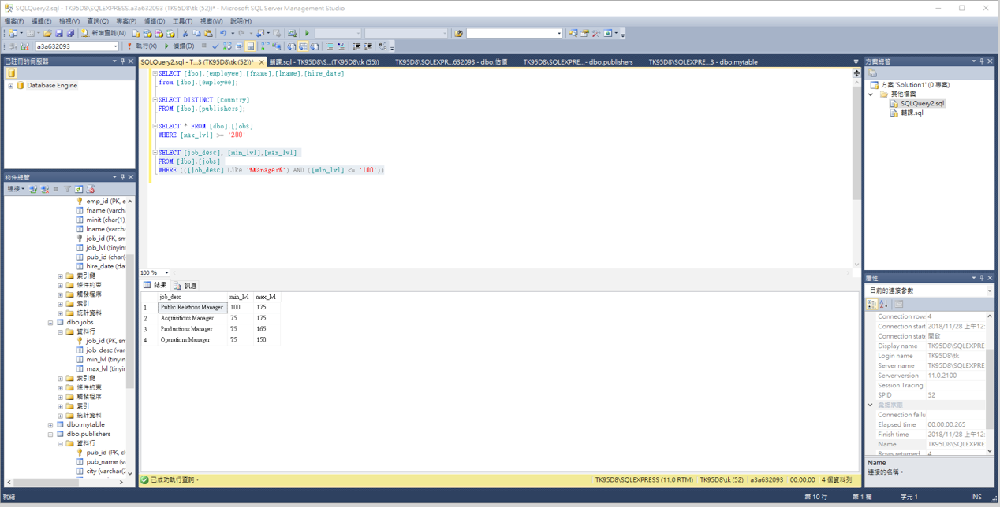 SQLQuery2.sql - TK95D8\SQLEXPRESS.a3a632093 (TK95D8\tk (52))* - Microsoft SQL Server Management Studio
檔案(F) 編輯(E) 檢視(V) 查詢(Q) 專案(P) 偵錯(D) 工具(T) 視窗(W) 說明(H)
新增查詢(N)
a3a632093 執行(X) 偵錯(D)
已註冊的伺服器
Database Engine
物件總管
連接
emp_id (PK, e
fname (varcha
minit (char(1)
lname (varcha
job_id (FK, sm
job_lvl (tinyint
pub_id (char(
hire_date (da
索引鍵
條件約束
觸發程序
索引
統計資料
dbo.jobs
資料行
job_id (PK, sm
job_desc (var
min_lvl (tinyin
max_lvl (tinyir
索引鍵
條件約束
觸發程序
索引
統計資料
dbo.mytable
dbo.publishers
資料行
pub_id (PK, ch
pub_name (va
city (varchar(2
SQLQuery2.sql - T...3 (TK95D8\tk (52))* 輔課.sql - TK95D8\S...(TK95D8\tk (55)) TK95D8\SQLEXPR...632093 - dbo.估價 TK95D8\SQLEXPRE...- dbo.publishers TK95D8\SQLEXPRE...3 - dbo.mytable
SELECT [dbo].[employee].[fname],[lname],[hire_date]
from [dbo].[employee];
SELECT DISTINCT [country]
FROM [dbo].[publishers];
SELECT * FROM [dbo].[jobs]
WHERE [max_lvl] >= '200'
SELECT [job_desc], [min_lvl],[max_lvl]
FROM [dbo].[jobs]
WHERE (([job_desc] Like '%Manager%') AND ([min_lvl] <= '100'))
100 %
結果 訊息
job_desc min_lvl max_lvl
1 Public Relations Manager 100 175
2 Acquisitions Manager 75 175
3 Productions Manager 75 165
4 Operations Manager 75 150
已成功執行查詢。 TK95D8\SQLEXPRESS (11.0 RTM) TK95D8\tk (52) a3a632093 00:00:00 4 個資料列
方案總管
方案 'Solution1' (0 專案)
其他檔案
SQLQuery2.sql
輔課.sql
屬性
目前的連接參數
Connection rows 4
Connection start 2018/11/28 上午12:
Connection state 開啟
Display name TK95D8\SQLEXPRE
Login name TK95D8\tk
Server name TK95D8\SQLEXPRE
Server version 11.0.2100
Session Tracing
SPID 52
彙總狀態
Connection failu
Elapsed time 00:00:00.265
Finish time 2018/11/28 上午12:
Name TK95D8\SQLEXPRE
Rows returned 4
Name
連接的名稱。
就緒 第 10 行 第 1 欄 字元 1 INS